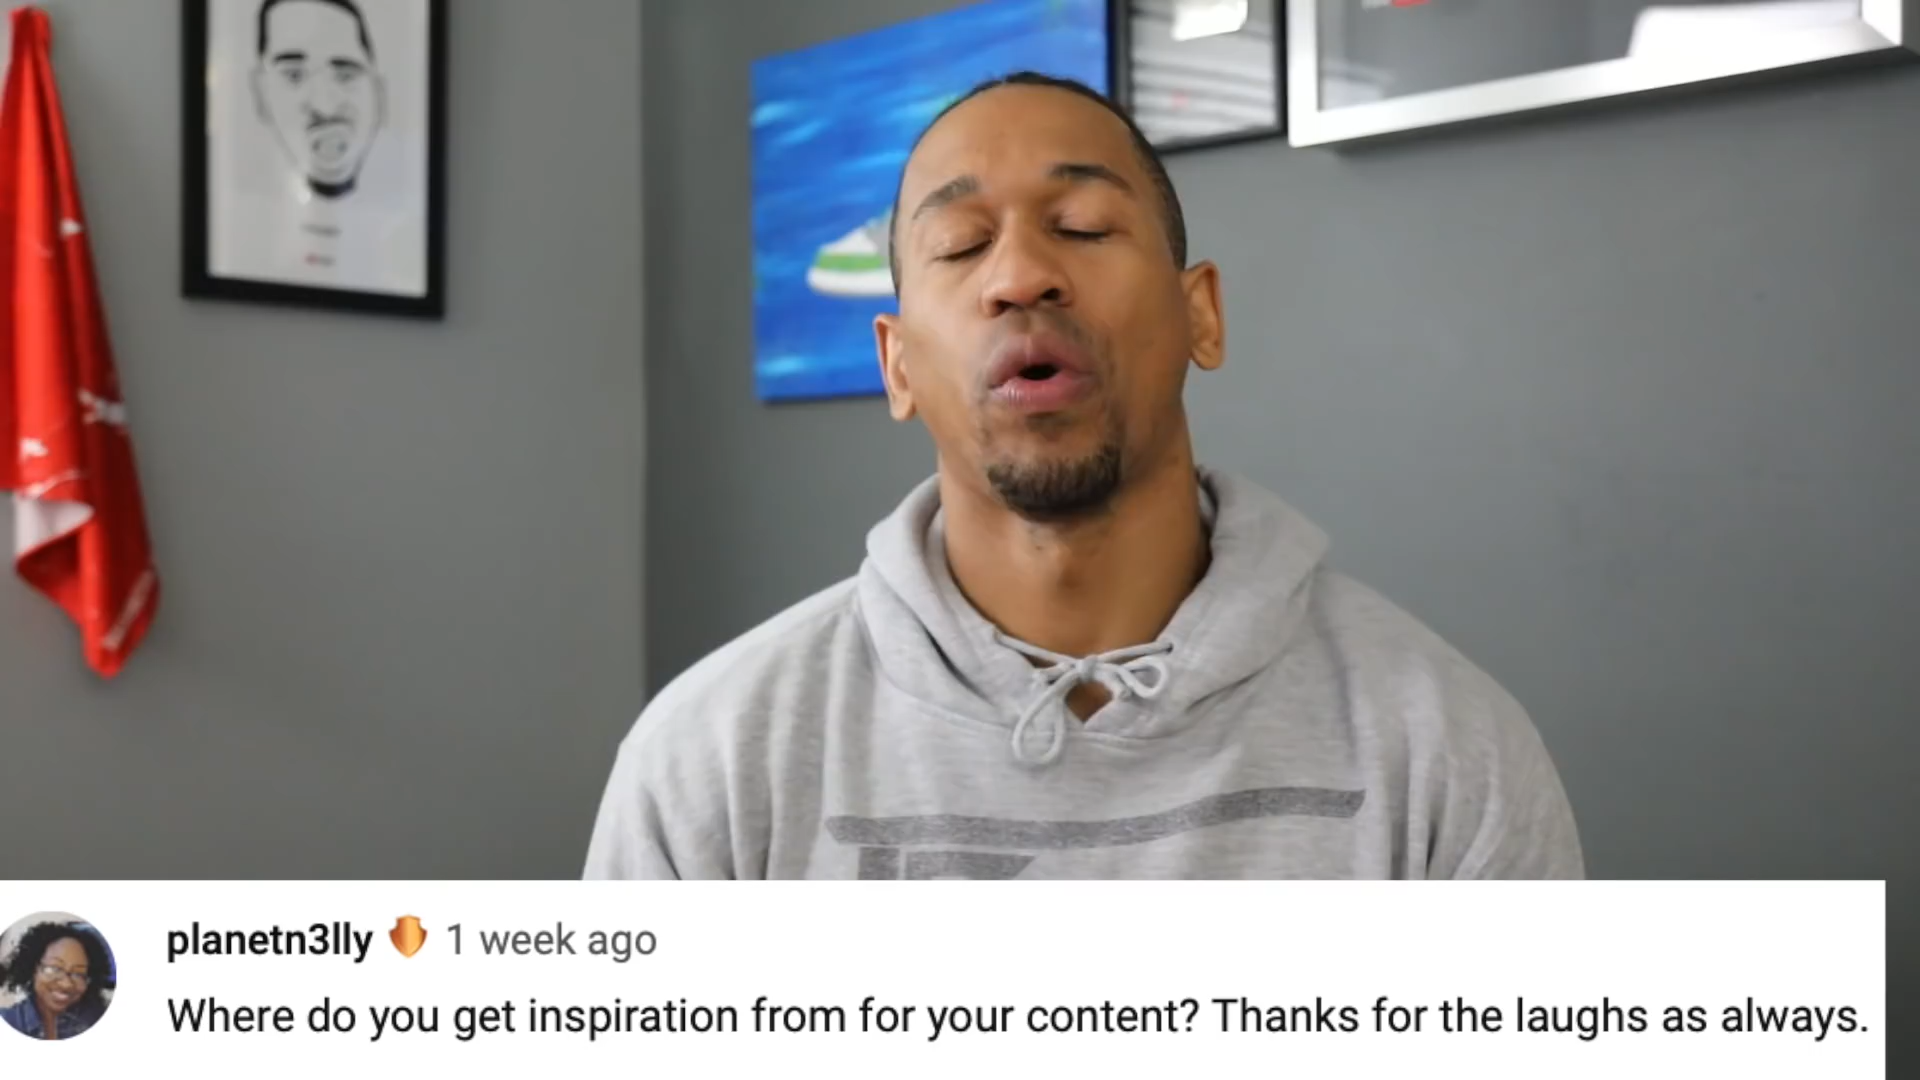 planetn3lly 1 week ago
Where do you get inspiration from for your content? Thanks for the laughs as always.